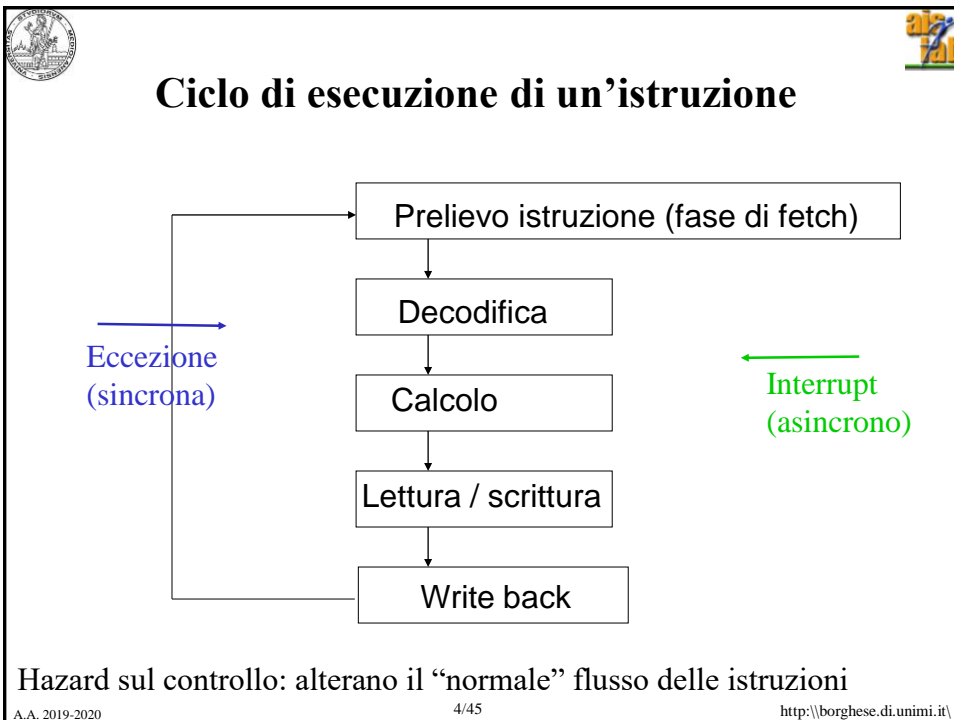 Ciclo di esecuzione di un’istruzione
Prelievo istruzione (fase di fetch)
Decodifica
Eccezione
(sincrona)
Interrupt
(asincrono)
Calcolo
Lettura / scrittura
Write back
Hazard sul controllo: alterano il “normale” flusso delle istruzioni
A.A. 2019-2020
4/45
http:\\borghese.di.unimi.it\